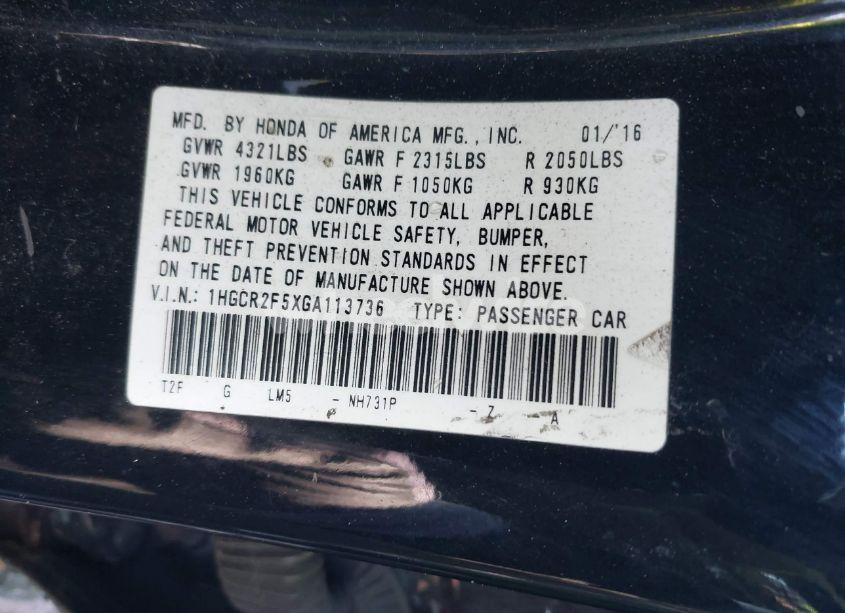 MFD. BY HONDA OF AMERICA MFG., INC. 01/'16
GVWR 4321LBS GAWR F 2315LBS R 2050LBS
GVWR 1960KG GAWR F 1050KG R 930KG
THIS VEHICLE CONFORMS TO ALL APPLICABLE
FEDERAL MOTOR VEHICLE SAFETY, BUMPER,
AND THEFT PREVENTION STANDARDS IN EFFECT
ON THE DATE OF MANUFACTURE SHOWN ABOVE.
V.I.N.: 1HGCR2F5XGA113736 TYPE: PASSENGER CAR
T2F G LM5 - NH731P - Z - A